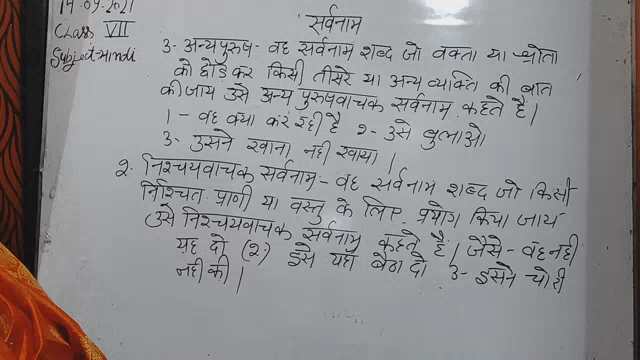 14.09.2021
Class VII
Subject Hindi
सर्वनाम
3- अन्यपुरुष- वह सर्वनाम शब्द जो वक्ता या श्रोता
को छोड़कर किसी तीसरे या अन्य व्यक्ति की बात
की जाय उसे अन्य पुरुषवाचक सर्वनाम कहते हैं।
1- वह क्या कर रही है 2- उसे बुलाओ
3- उसने खाना नहीं खाया।
2. निश्चयवाचक सर्वनाम- वह सर्वनाम शब्द जो किसी
निश्चित प्राणी या वस्तु के लिए प्रयोग किया जाय
उसे निश्चयवाचक सर्वनाम कहते हैं। जैसे- वह नहीं
यह दो (2) इसे यहाँ बैठा दो 3- इसने चोरी
नहीं की।